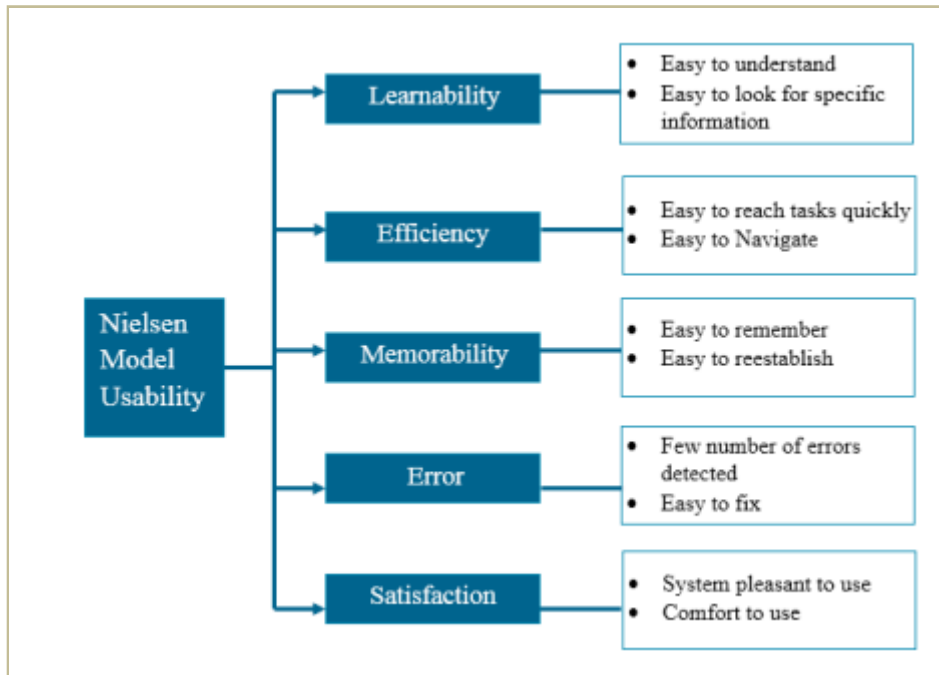 Nielsen
Model
Usability
Learnability
• Easy to understand
• Easy to look for specific
information
Efficiency
• Easy to reach tasks quickly
• Easy to Navigate
Memorability
• Easy to remember
• Easy to reestablish
Error
• Few number of errors
detected
• Easy to fix
Satisfaction
• System pleasant to use
• Comfort to use